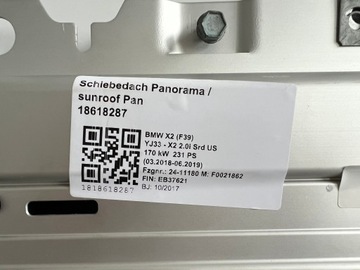 Schiebedach Panorama /
sunroof Pan
18618287
BMW X2 (F39)
YJ33 - X2 2.0i Srd US
170 kW 231 PS
(03.2018-06.2019)
Fzgnr.: 24-11180 M: F0021862
FIN: EB37621
BJ: 10/2017
1818618287